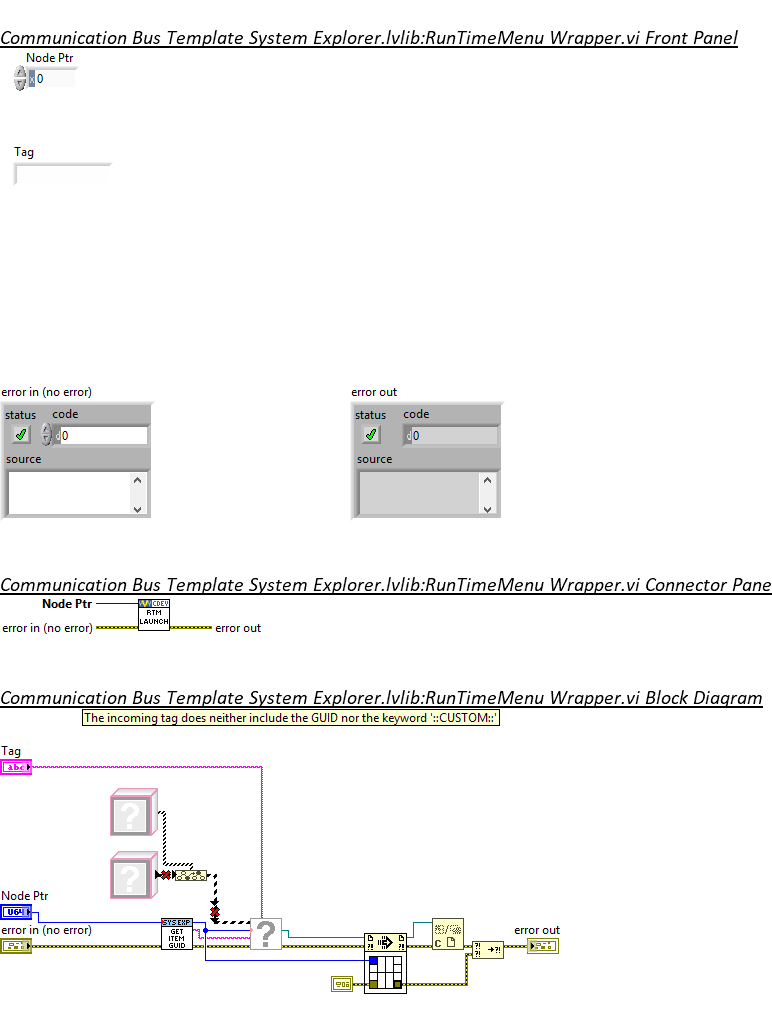 Communication Bus Template System Explorer.lvlib:RunTimeMenu Wrapper.vi Front Panel
Node Ptr
x 0
Tag
error in (no error)
error out
status code
d 0
source
status code
d 0
source
Communication Bus Template System Explorer.lvlib:RunTimeMenu Wrapper.vi Connector Pane
Node Ptr
CDEV
RTM
LAUNCH
error in (no error)
error out
Communication Bus Template System Explorer.lvlib:RunTimeMenu Wrapper.vi Block Diagram
The incoming tag does neither include the GUID nor the keyword '::CUSTOM::'
Tag
abc
?
?
Node Ptr
U64
error in (no error)
SYS EXP
GET
ITEM
GUID
?
?!
?!
C
?!
?!
?!
error out